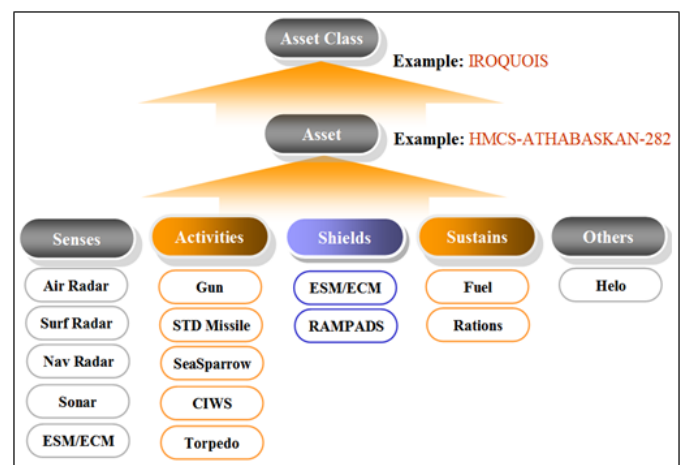 Asset Class
Example: IROQUOIS
Asset
Example: HMCS-ATHABASKAN-282
Senses
Activities
Shields
Sustains
Others
Air Radar
Gun
ESM/ECM
Fuel
Helo
Surf Radar
STD Missile
RAMPADS
Rations
Nav Radar
SeaSparrow
Sonar
CIWS
ESM/ECM
Torpedo